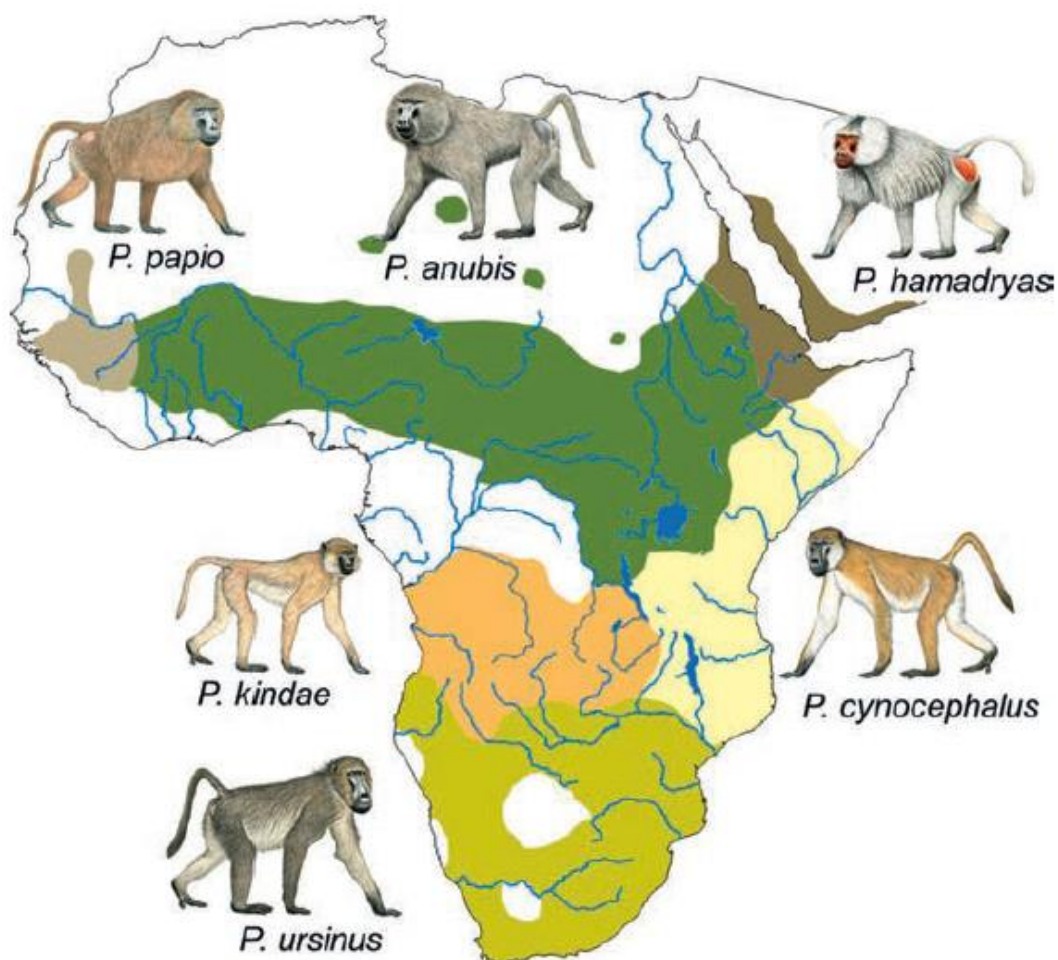 P. papio
P. anubis
P. hamadryas
P. kindae
P. cynocephalus
P. ursinus